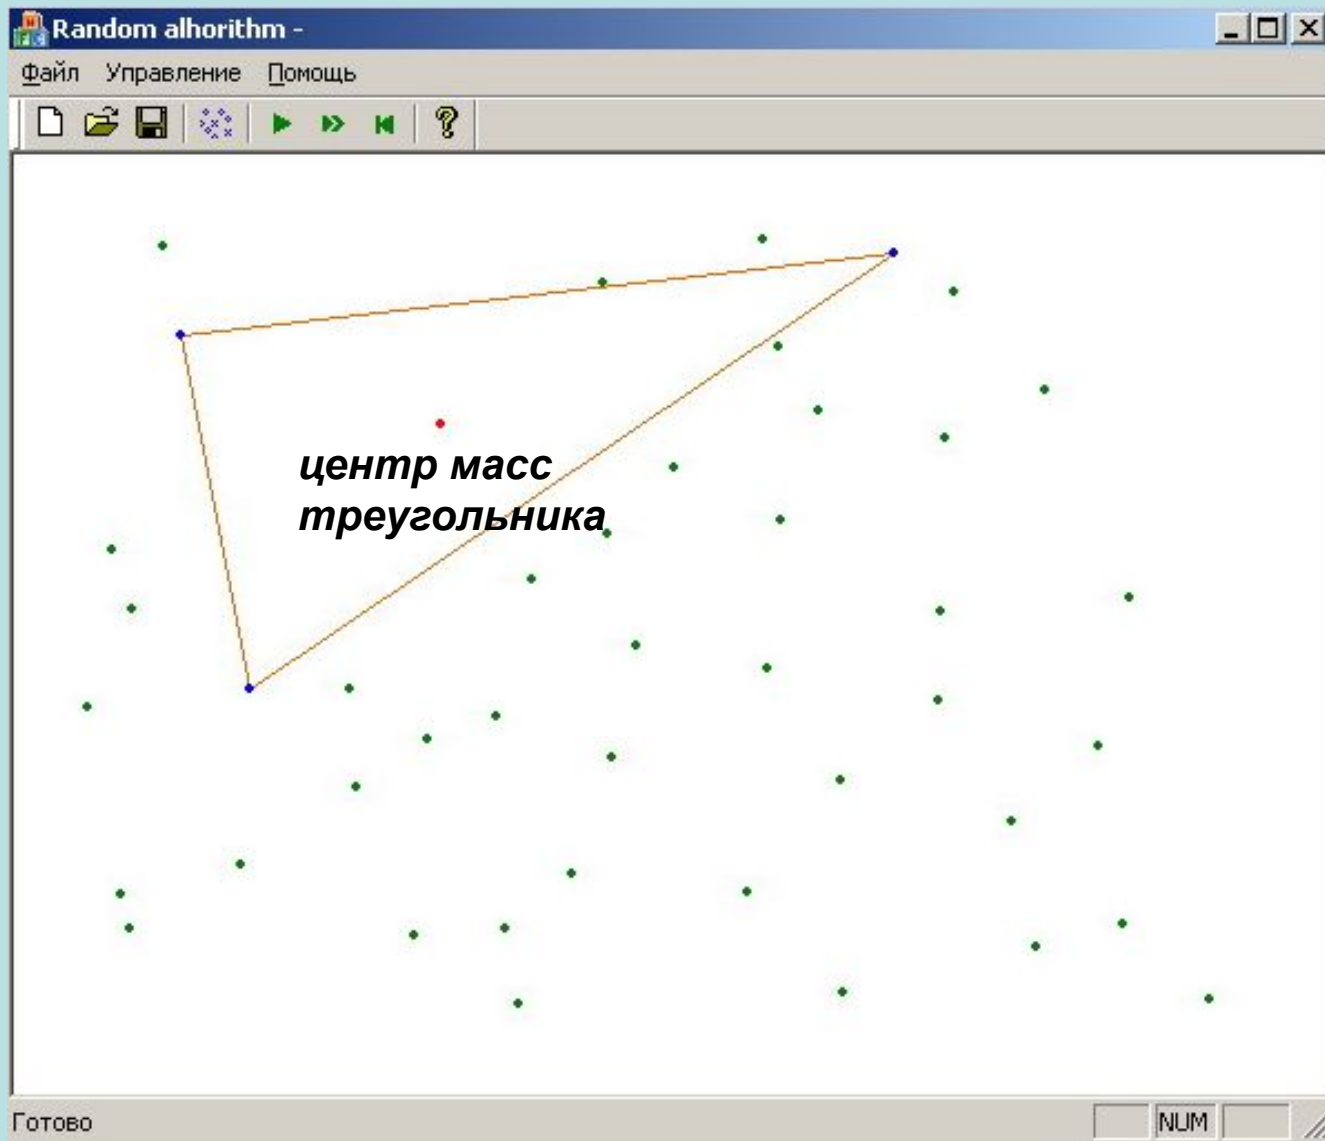 Random alhorithm -
Файл Управление Помощь
центр масс
треугольника
Готово NUM